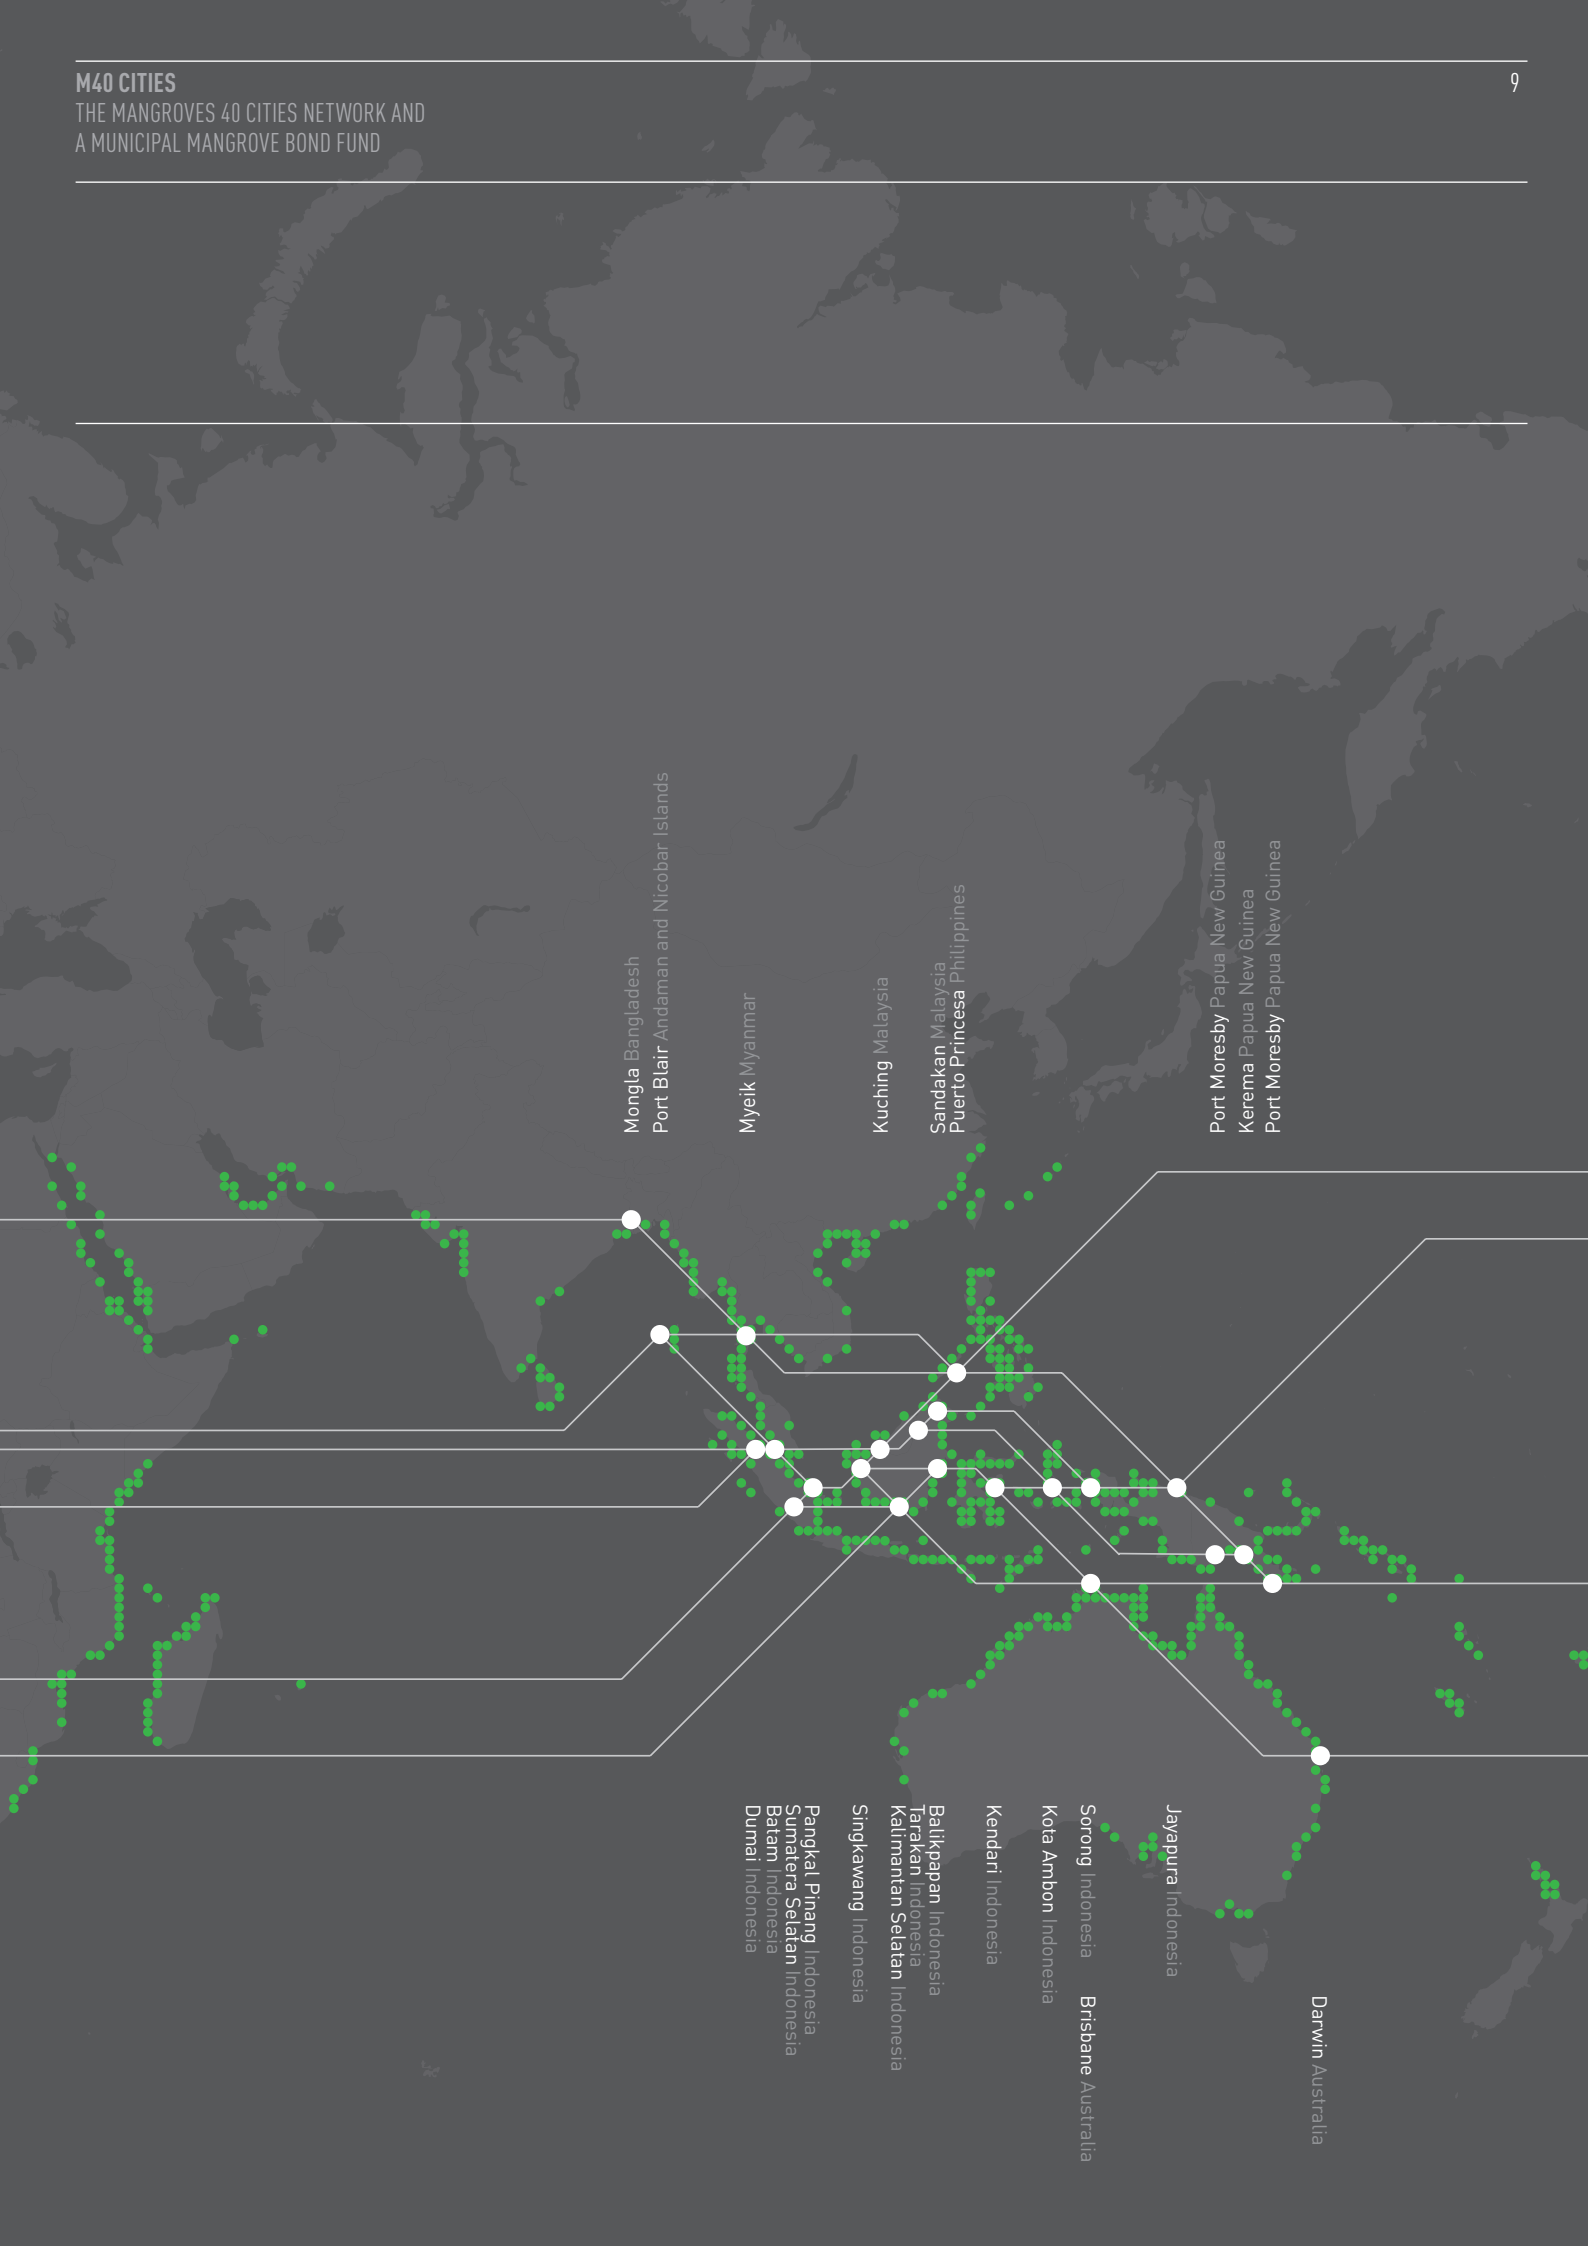 M40 CITIES
9
THE MANGROVES 40 CITIES NETWORK AND
A MUNICIPAL MANGROVE BOND FUND
Mongla Bangladesh
Port Blair Andaman and Nicobar Islands
Myeik Myanmar
Kuching Malaysia
Sandakan Malaysia
Puerto Princesa Philippines
Port Moresby Papua New Guinea
Kerema Papua New Guinea
Port Moresby Papua New Guinea
Dumai Indonesia
Batam Indonesia
Sumatera Selatan Indonesia
Pangkal Pinang Indonesia
Singkawang Indonesia
Kalimantan Selatan Indonesia
Tarakan Indonesia
Balikpapan Indonesia
Kendari Indonesia
Kota Ambon Indonesia
Sorong Indonesia
Brisbane Australia
Jayapura Indonesia
Darwin Australia